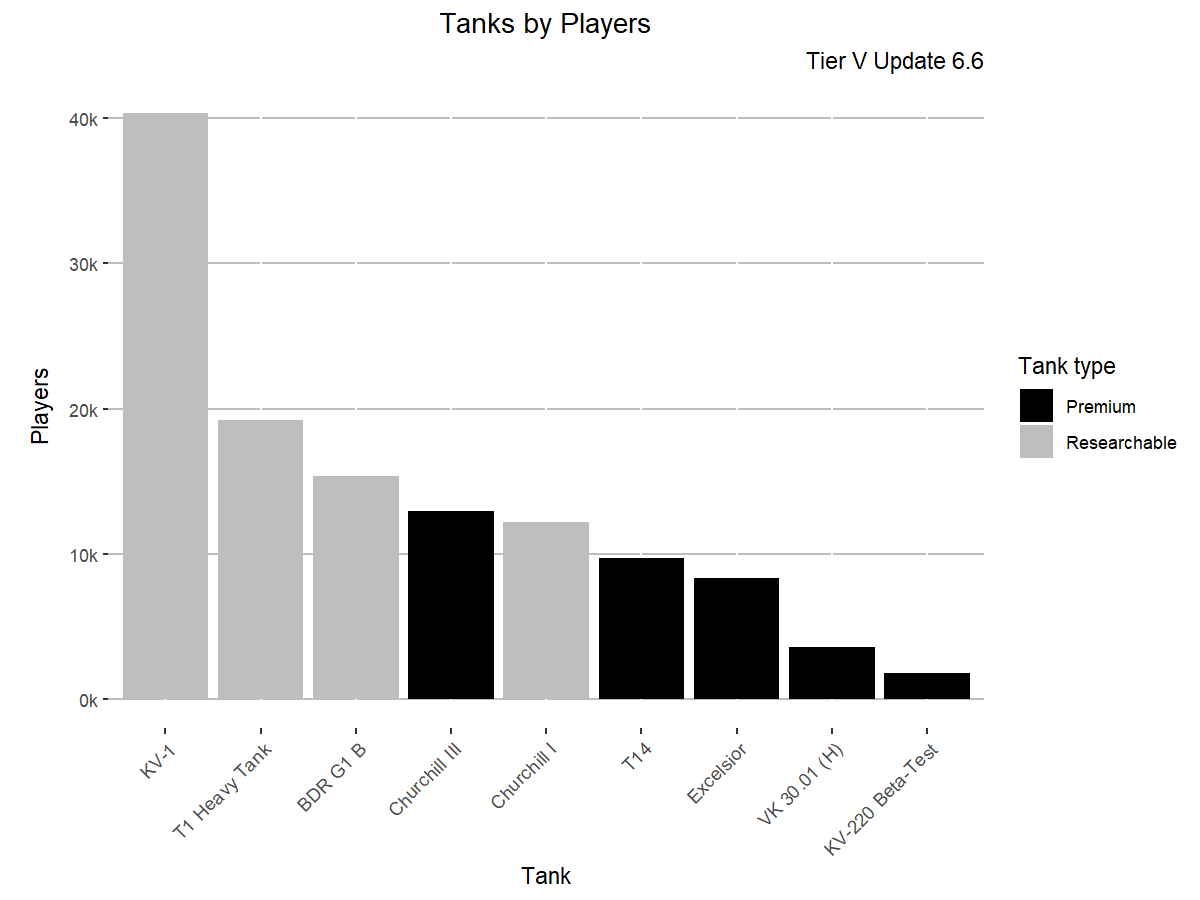 Tanks by Players
Tier V Update 6.6
40k
30k
20k
10k
0k
Players
KV-1
T1 Heavy Tank
BDR G1 B
Churchill III
Churchill I
T14
Excelsior
VK 30.01 (H)
KV-220 Beta-Test
Tank
Tank type
Premium
Researchable